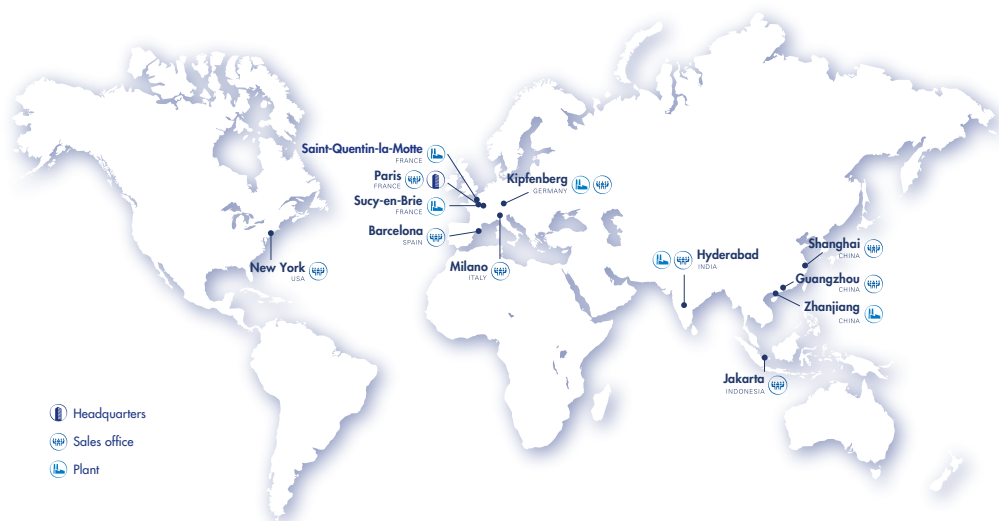 Saint-Quentin-la-Motte
FRANCE
Paris
FRANCE
Sucy-en-Brie
FRANCE
Barcelona
SPAIN
Kipfenberg
GERMANY
Milano
ITALY
New York
USA
Hyderabad
INDIA
Shanghai
CHINA
Guangzhou
CHINA
Zhanjiang
CHINA
Jakarta
INDONESIA
Headquarters
Sales office
Plant